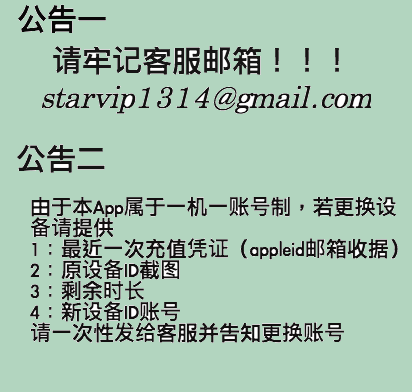 公告一
请牢记客服邮箱！！！
starvip1314@gmail.com
公告二
由于本App属于一机一账号制，若更换设
备请提供
1：最近一次充值凭证（appleid邮箱收据）
2：原设备ID截图
3：剩余时长
4：新设备ID账号
请一次性发给客服并告知更换账号